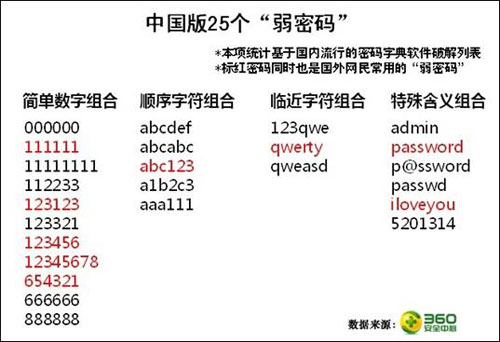 中国版25个“弱密码”
*本项统计基于国内流行的密码字典软件破解列表
*标红密码同时也是国外网民常用的“弱密码”
简单数字组合
000000
111111
11111111
112233
123123
123321
123456
12345678
654321
666666
888888
顺序字符组合
abcdef
abcabc
abc123
a1b2c3
aaa111
临近字符组合
123qwe
qwerty
qweasd
特殊含义组合
admin
password
p@ssword
passwd
iloveyou
5201314
数据来源：360安全中心